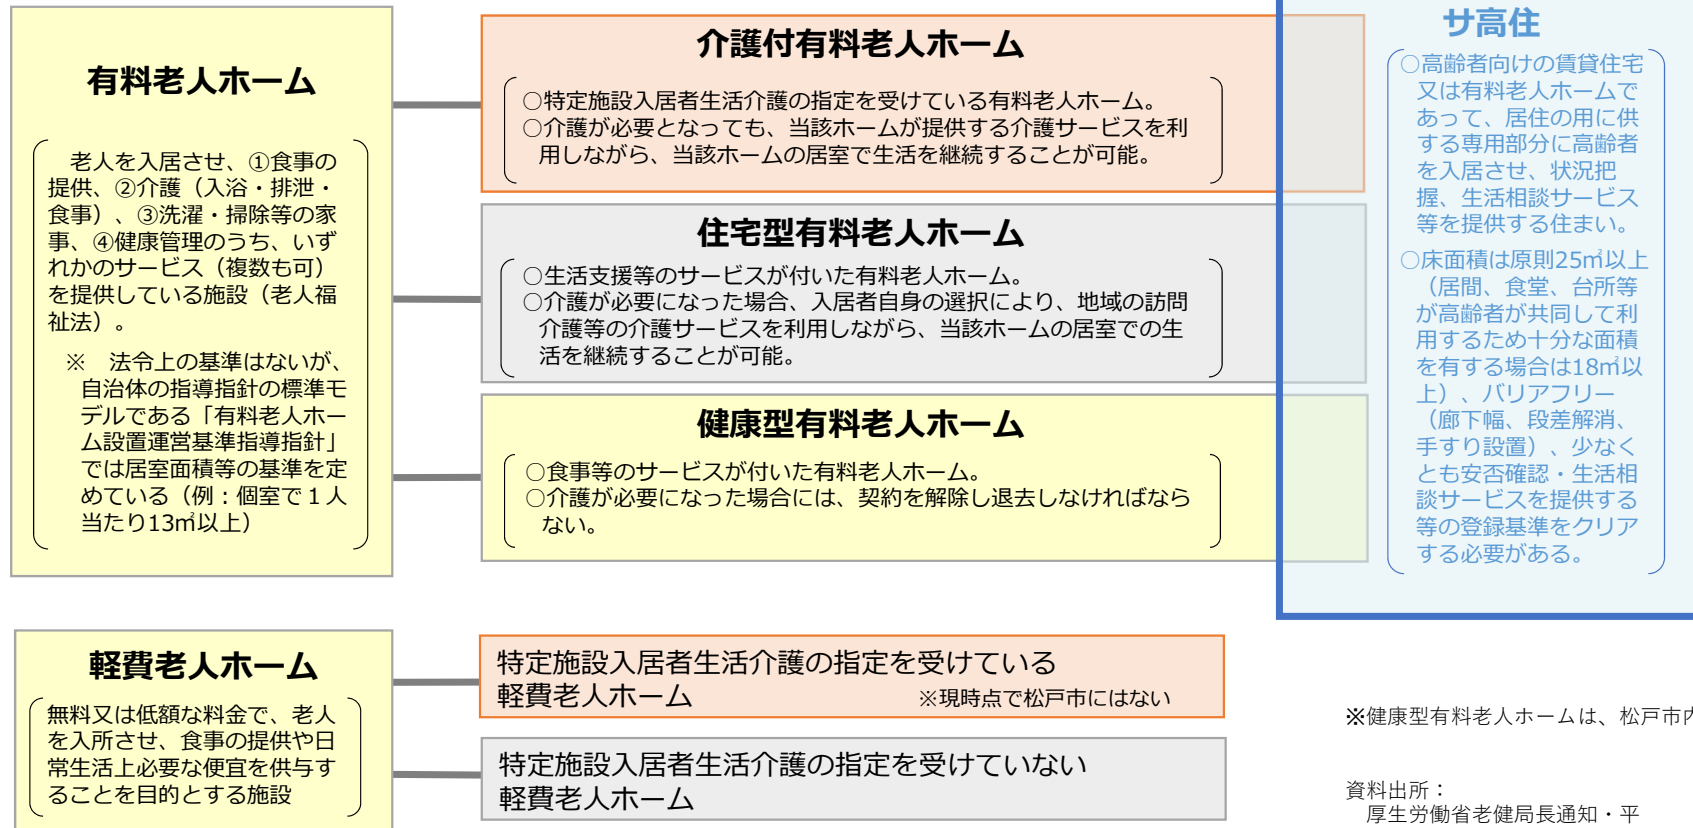 有料老人ホーム
老人を入居させ、①食事の
提供、②介護（入浴・排泄・
食事）、③洗濯・掃除等の家
事、④健康管理のうち、いず
れかのサービス（複数も可）
を提供している施設（老人福
祉法）。
※　法令上の基準はないが、
自治体の指導指針の標準モ
デルである「有料老人ホー
ム設置運営基準指導指針」
では居室面積等の基準を定
めている（例：個室で１人
当たり13㎡以上）
介護付有料老人ホーム
○特定施設入居者生活介護の指定を受けている有料老人ホーム。
○介護が必要となっても、当該ホームが提供する介護サービスを利
用しながら、当該ホームの居室で生活を継続することが可能。
住宅型有料老人ホーム
○生活支援等のサービスが付いた有料老人ホーム。
○介護が必要になった場合、入居者自身の選択により、地域の訪問
介護等の介護サービスを利用しながら、当該ホームの居室での生
活を継続することが可能。
健康型有料老人ホーム
○食事等のサービスが付いた有料老人ホーム。
○介護が必要になった場合には、契約を解除し退去しなければなら
ない。
サ高住
○高齢者向けの賃貸住宅
又は有料老人ホームで
あって、居住の用に供
する専用部分に高齢者
を入居させ、状況把
握、生活相談サービス
等を提供する住まい。
○床面積は原則25㎡以上
（居間、食堂、台所等
が高齢者が共同して利
用するため十分な面積
を有する場合は18㎡以
上）、バリアフリー
（廊下幅、段差解消、
手すり設置）、少なく
とも安否確認・生活相
談サービスを提供する
等の登録基準をクリア
する必要がある。
軽費老人ホーム
無料又は低額な料金で、老人
を入所させ、食事の提供や日
常生活上必要な便宜を供与す
ることを目的とする施設
特定施設入居者生活介護の指定を受けている
軽費老人ホーム　※現時点で松戸市にはない
特定施設入居者生活介護の指定を受けていない
軽費老人ホーム
※健康型有料老人ホームは、松戸市内
資料出所：
厚生労働省老健局長通知・平